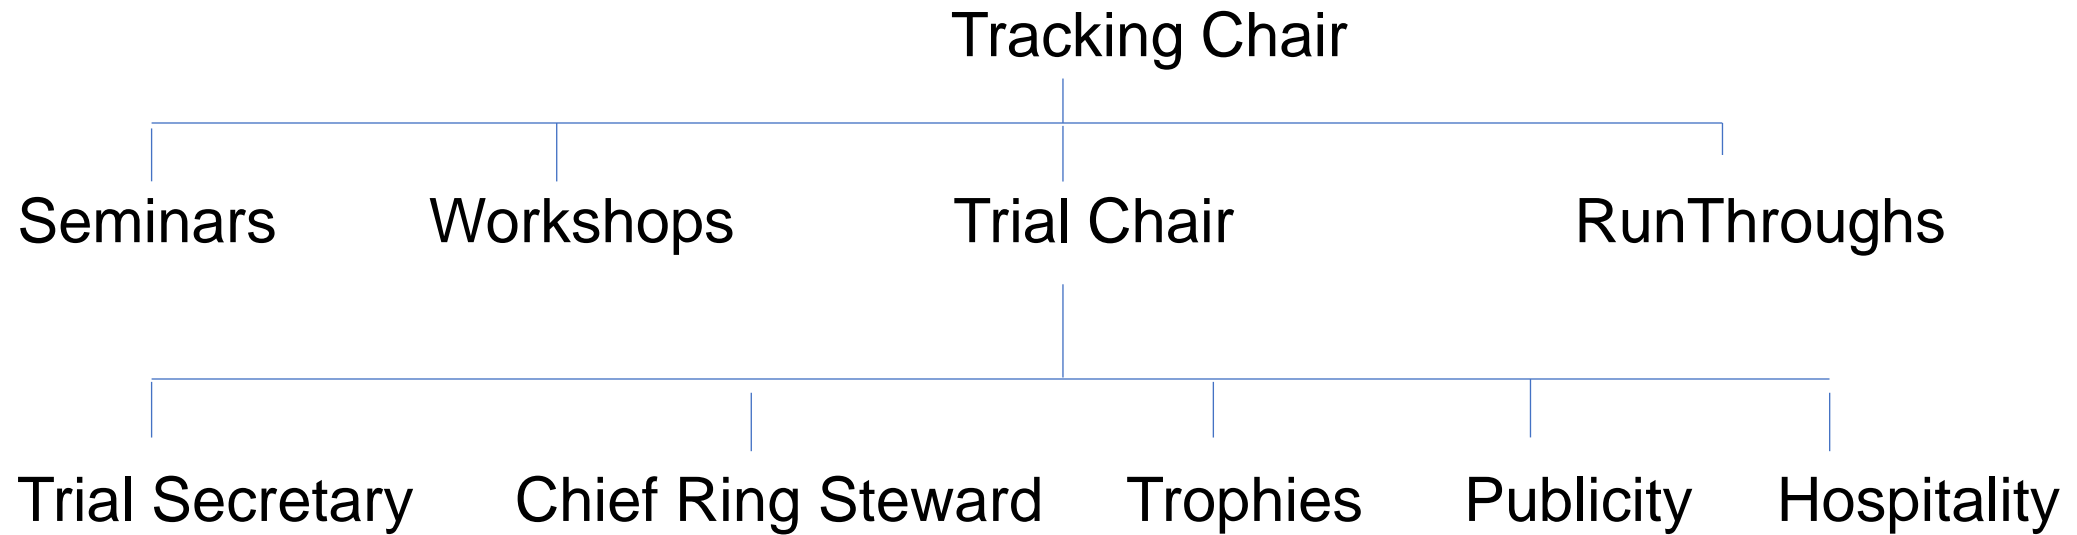 Tracking Chair
Seminars Workshops Trial Chair RunThroughs
Trial Secretary Chief Ring Steward Trophies Publicity Hospitality